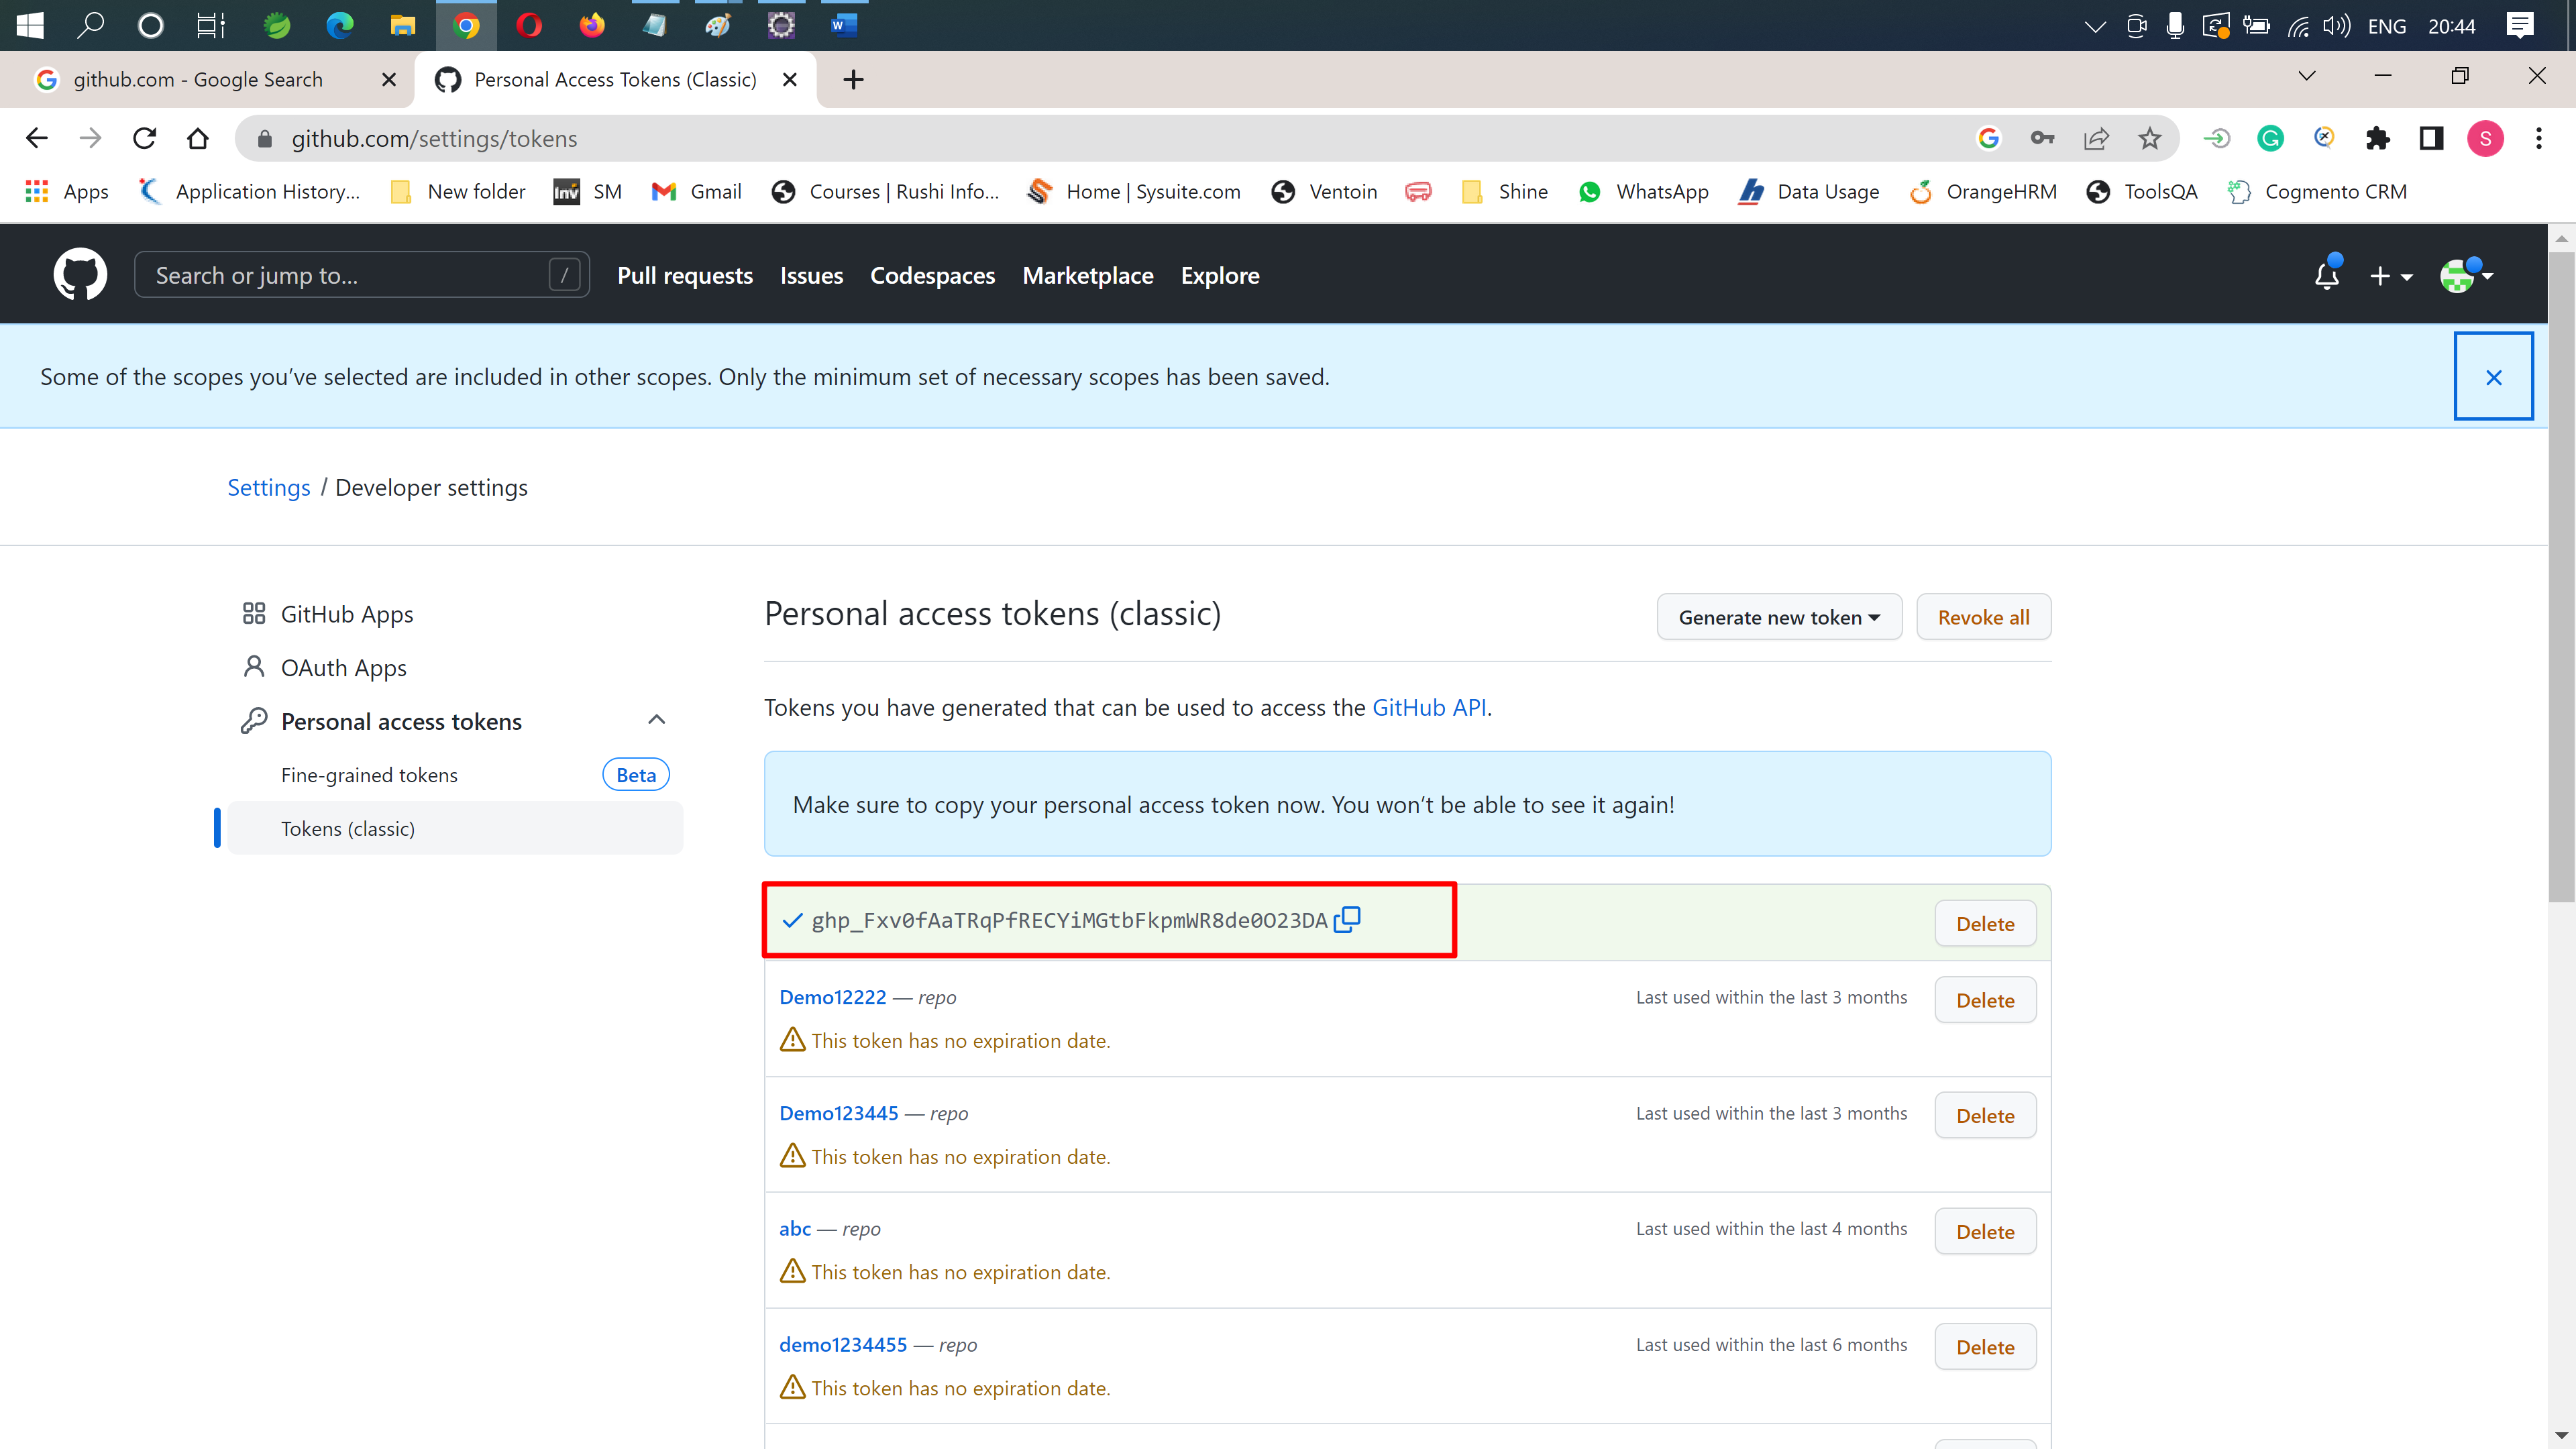 ENG 20:44
github.com - Google Search
Personal Access Tokens (Classic)
github.com/settings/tokens
S
Apps
Application History...
New folder
Inv SM
Gmail
Courses | Rushi Info...
Home | Sysuite.com
Ventoin
Shine
WhatsApp
Data Usage
OrangeHRM
ToolsQA
Cogmento CRM
Search or jump to... /
Pull requests
Issues
Codespaces
Marketplace
Explore
Some of the scopes you’ve selected are included in other scopes. Only the minimum set of necessary scopes has been saved.
Settings / Developer settings
GitHub Apps
OAuth Apps
Personal access tokens
Fine-grained tokens Beta
Tokens (classic)
Personal access tokens (classic)
Generate new token
Revoke all
Tokens you have generated that can be used to access the GitHub API.
Make sure to copy your personal access token now. You won’t be able to see it again!
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
Delete
Demo12222 — repo
Last used within the last 3 months
Delete
This token has no expiration date.
Demo123445 — repo
Last used within the last 3 months
Delete
This token has no expiration date.
abc — repo
Last used within the last 4 months
Delete
This token has no expiration date.
demo1234455 — repo
Last used within the last 6 months
Delete
This token has no expiration date.